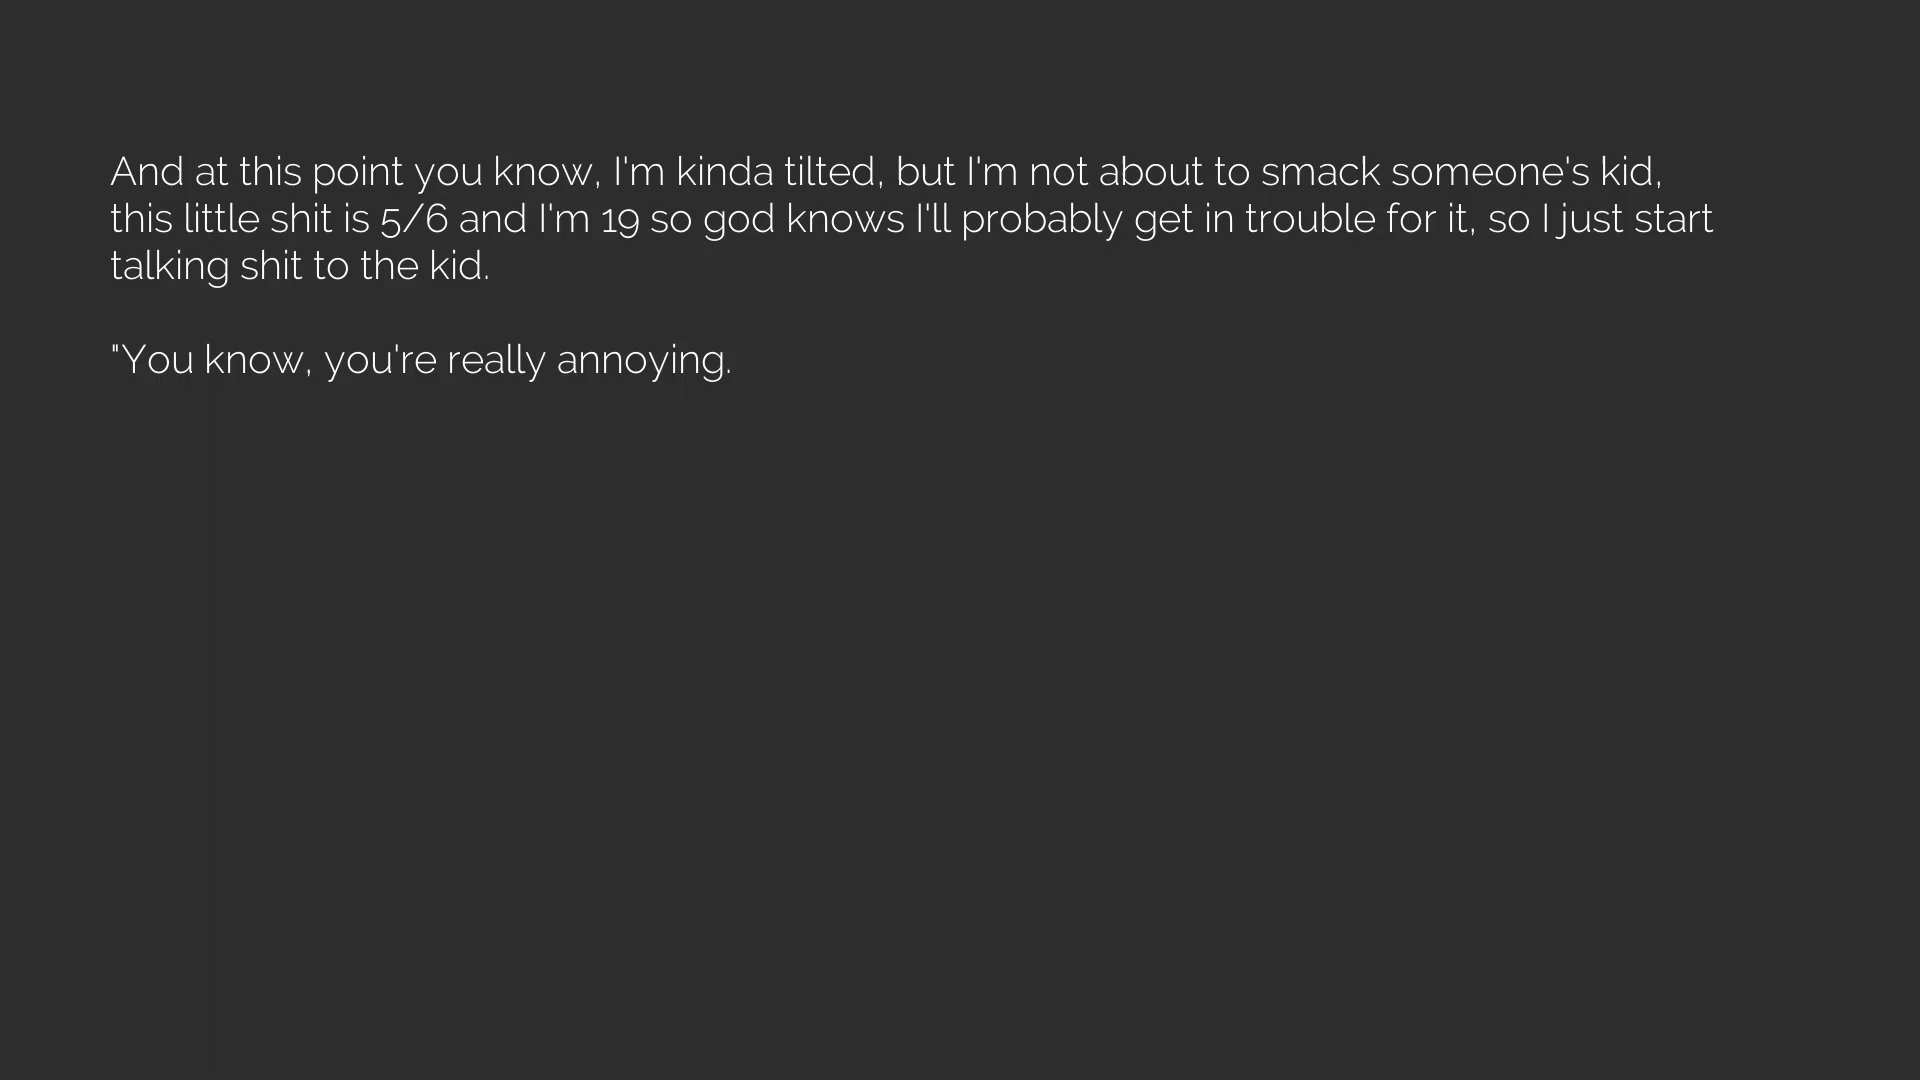 And at this point you know, I'm kinda tilted, but I'm not about to smack someone's kid,
this little shit is 5/6 and I'm 19 so god knows I'll probably get in trouble for it, so I just start
talking shit to the kid.
"You know, you're really annoying.